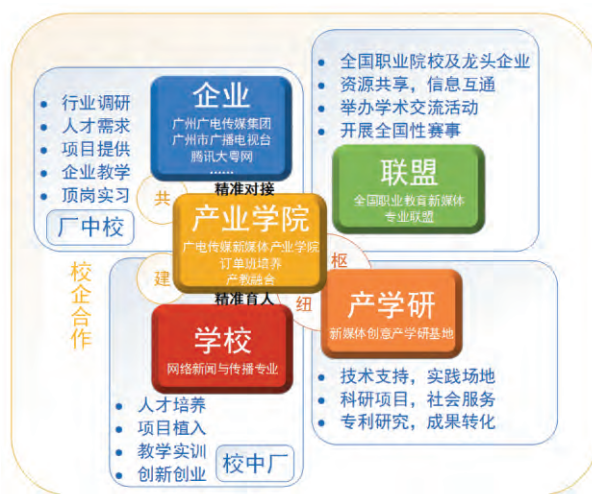 企业
广州广电传媒集团
广州市广播电视台
腾讯大粤网
......
行业调研
人才需求
项目提供
企业教学
顶岗实习
厂中校
全国职业院校及龙头企业
资源共享，信息互通
举办学术交流活动
开展全国性赛事
联盟
全国职业教育新媒体
专业联盟
精准对接
共
产业学院
广电传媒新媒体产业学院
订单班培养
产教融合
建
枢
纽
精准育人
校企合作
学校
网络新闻与传播专业
产学研
新媒体创意产学研基地
人才培养
项目植入
教学实训
创新创业
校中厂
技术支持，实践场地
科研项目，社会服务
专利研究，成果转化